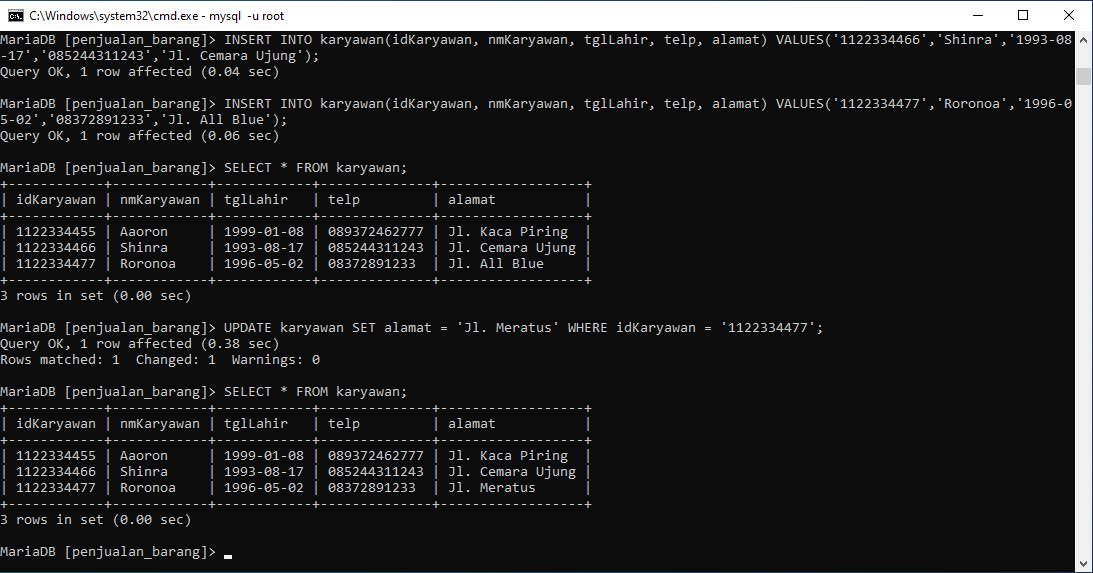 C:\Windows\system32\cmd.exe - mysql  -u root
MariaDB [penjualan_barang]> INSERT INTO karyawan(idKaryawan, nmKaryawan, tglLahir, telp, alamat) VALUES('1122334466','Shinra','1993-08
-17','085244311243','Jl. Cemara Ujung');
Query OK, 1 row affected (0.04 sec)
MariaDB [penjualan_barang]> INSERT INTO karyawan(idKaryawan, nmKaryawan, tglLahir, telp, alamat) VALUES('1122334477','Roronoa','1996-0
5-02','08372891233','Jl. All Blue');
Query OK, 1 row affected (0.06 sec)
MariaDB [penjualan_barang]> SELECT * FROM karyawan;
+------------+------------+------------+--------------+------------------+
| idKaryawan | nmKaryawan | tglLahir   | telp         | alamat           |
+------------+------------+------------+--------------+------------------+
| 1122334455 | Aaoron     | 1999-01-08 | 089372462777 | Jl. Kaca Piring  |
| 1122334466 | Shinra     | 1993-08-17 | 085244311243 | Jl. Cemara Ujung |
| 1122334477 | Roronoa    | 1996-05-02 | 08372891233  | Jl. All Blue     |
+------------+------------+------------+--------------+------------------+
3 rows in set (0.00 sec)
MariaDB [penjualan_barang]> UPDATE karyawan SET alamat = 'Jl. Meratus' WHERE idKaryawan = '1122334477';
Query OK, 1 row affected (0.38 sec)
Rows matched: 1  Changed: 1  Warnings: 0
MariaDB [penjualan_barang]> SELECT * FROM karyawan;
+------------+------------+------------+--------------+------------------+
| idKaryawan | nmKaryawan | tglLahir   | telp         | alamat           |
+------------+------------+------------+--------------+------------------+
| 1122334455 | Aaoron     | 1999-01-08 | 089372462777 | Jl. Kaca Piring  |
| 1122334466 | Shinra     | 1993-08-17 | 085244311243 | Jl. Cemara Ujung |
| 1122334477 | Roronoa    | 1996-05-02 | 08372891233  | Jl. Meratus      |
+------------+------------+------------+--------------+------------------+
3 rows in set (0.00 sec)
MariaDB [penjualan_barang]> _